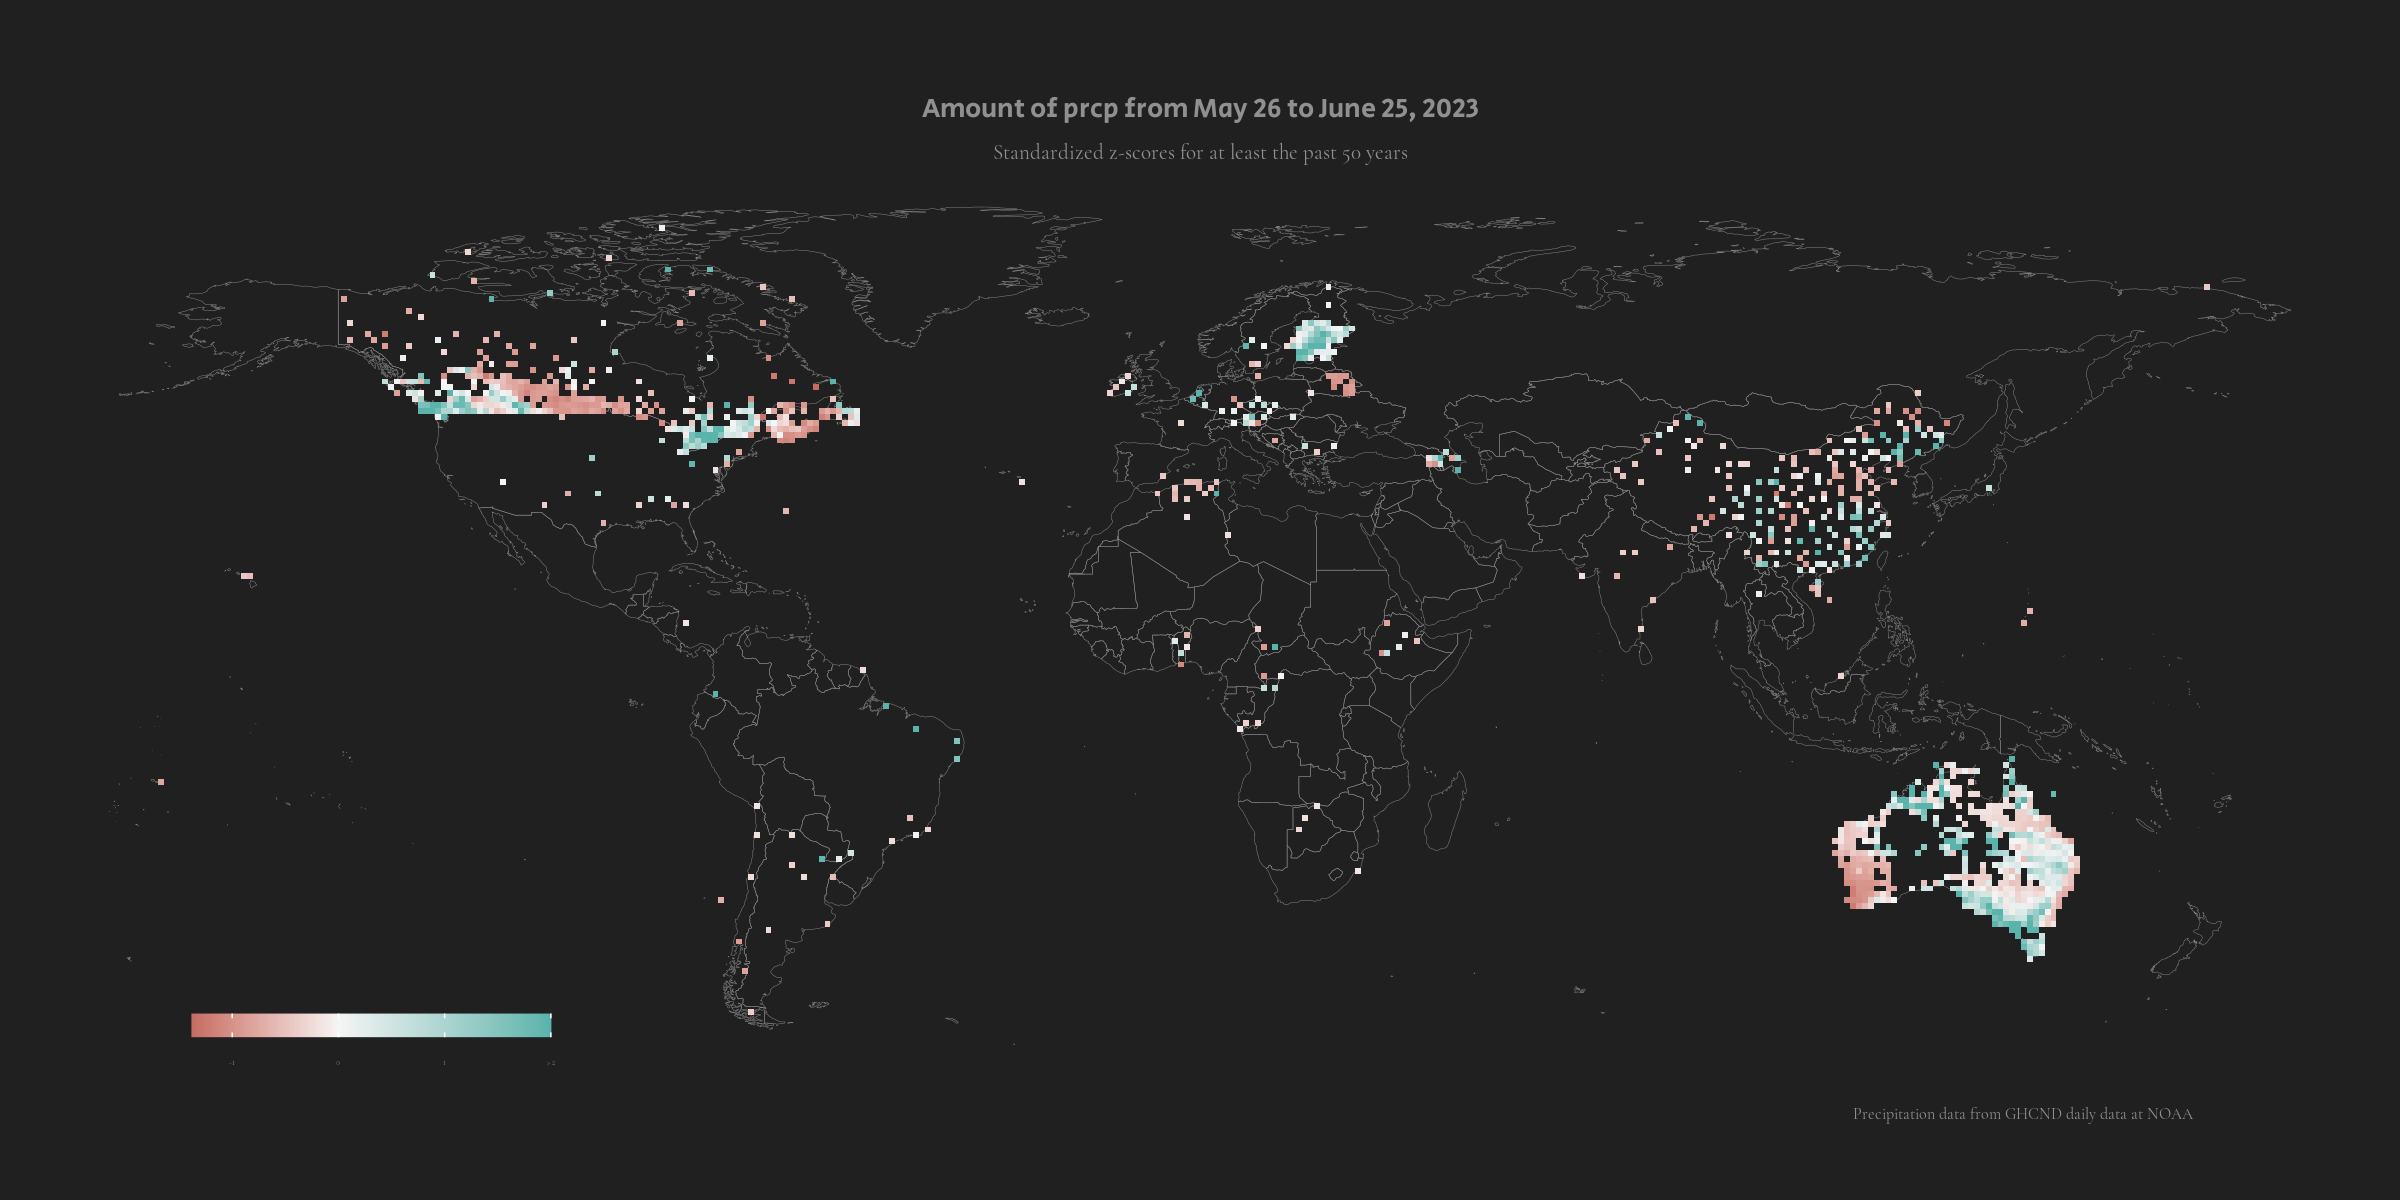 Amount of prcp from May 26 to June 25, 2023
Standardized z-scores for at least the past 50 years
-1 0 1 >2
Precipitation data from GHCND daily data at NOAA